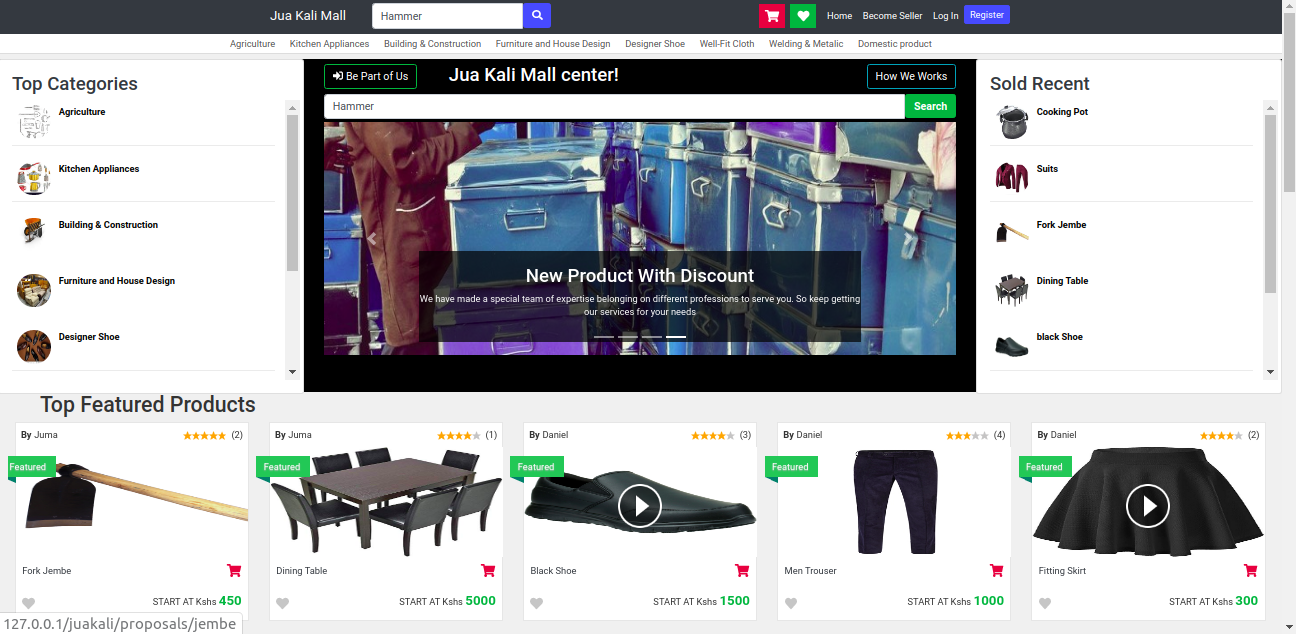 Jua Kali Mall Hammer Home Become Seller Log In Register
Agriculture Kitchen Appliances Building & Construction Furniture and House Design Designer Shoe Well-Fit Cloth Welding & Metalic Domestic product
Top Categories
Agriculture
Kitchen Appliances
Building & Construction
Furniture and House Design
Designer Shoe
Be Part of Us Jua Kali Mall center! How We Works
Hammer Search
New Product With Discount
We have made a special team of expertise belonging on different professions to serve you. So keep getting
our services for your needs
Sold Recent
Cooking Pot
Suits
Fork Jembe
Dining Table
black Shoe
Top Featured Products
By Juma (2)
Featured
Fork Jembe
START AT Kshs 450
By Juma (1)
Featured
Dining Table
START AT Kshs 5000
By Daniel (3)
Featured
Black Shoe
START AT Kshs 1500
By Daniel (4)
Featured
Men Trouser
START AT Kshs 1000
By Daniel (2)
Featured
Fitting Skirt
START AT Kshs 300
127.0.0.1/juakali/proposals/jembe